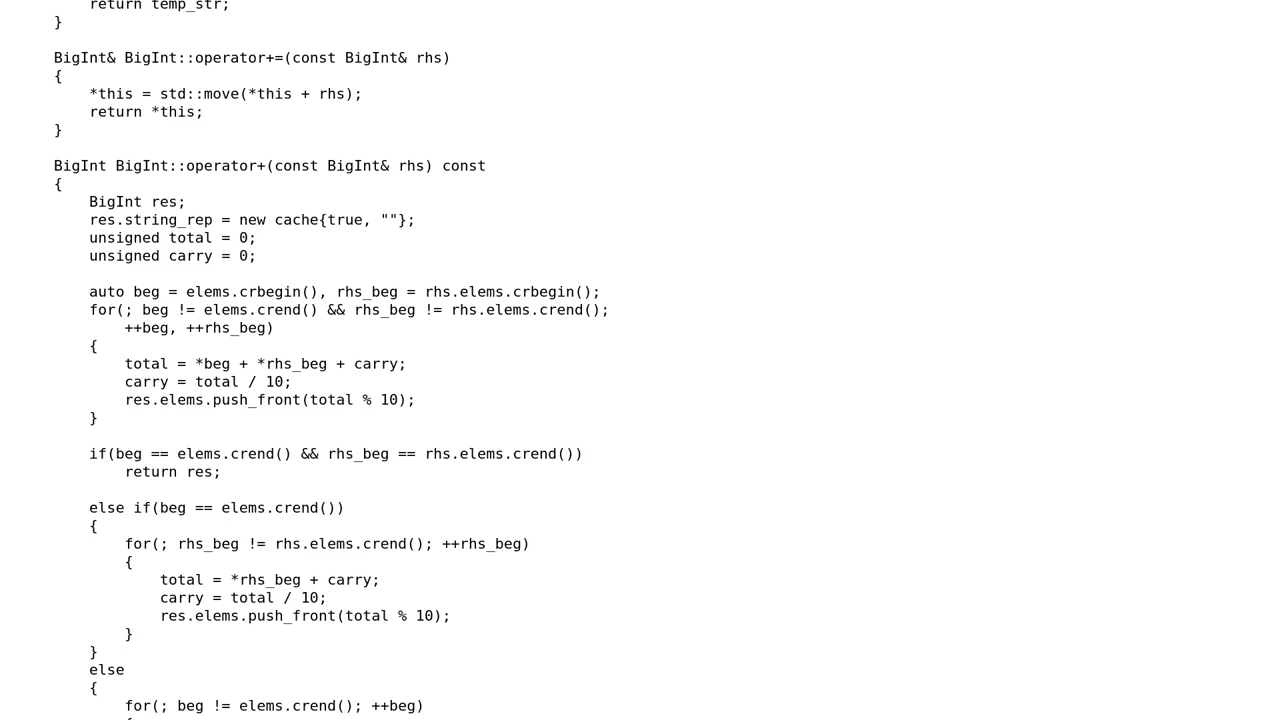 return temp_str;
}
BigInt& BigInt::operator+=(const BigInt& rhs)
{
*this = std::move(*this + rhs);
return *this;
}
BigInt BigInt::operator+(const BigInt& rhs) const
{
BigInt res;
res.string_rep = new cache{true, ""};
unsigned total = 0;
unsigned carry = 0;
auto beg = elems.crbegin(), rhs_beg = rhs.elems.crbegin();
for(; beg != elems.crend() && rhs_beg != rhs.elems.crend();
++beg, ++rhs_beg)
{
total = *beg + *rhs_beg + carry;
carry = total / 10;
res.elems.push_front(total % 10);
}
if(beg == elems.crend() && rhs_beg == rhs.elems.crend())
return res;
else if(beg == elems.crend())
{
for(; rhs_beg != rhs.elems.crend(); ++rhs_beg)
{
total = *rhs_beg + carry;
carry = total / 10;
res.elems.push_front(total % 10);
}
}
else
{
for(; beg != elems.crend(); ++beg)
{